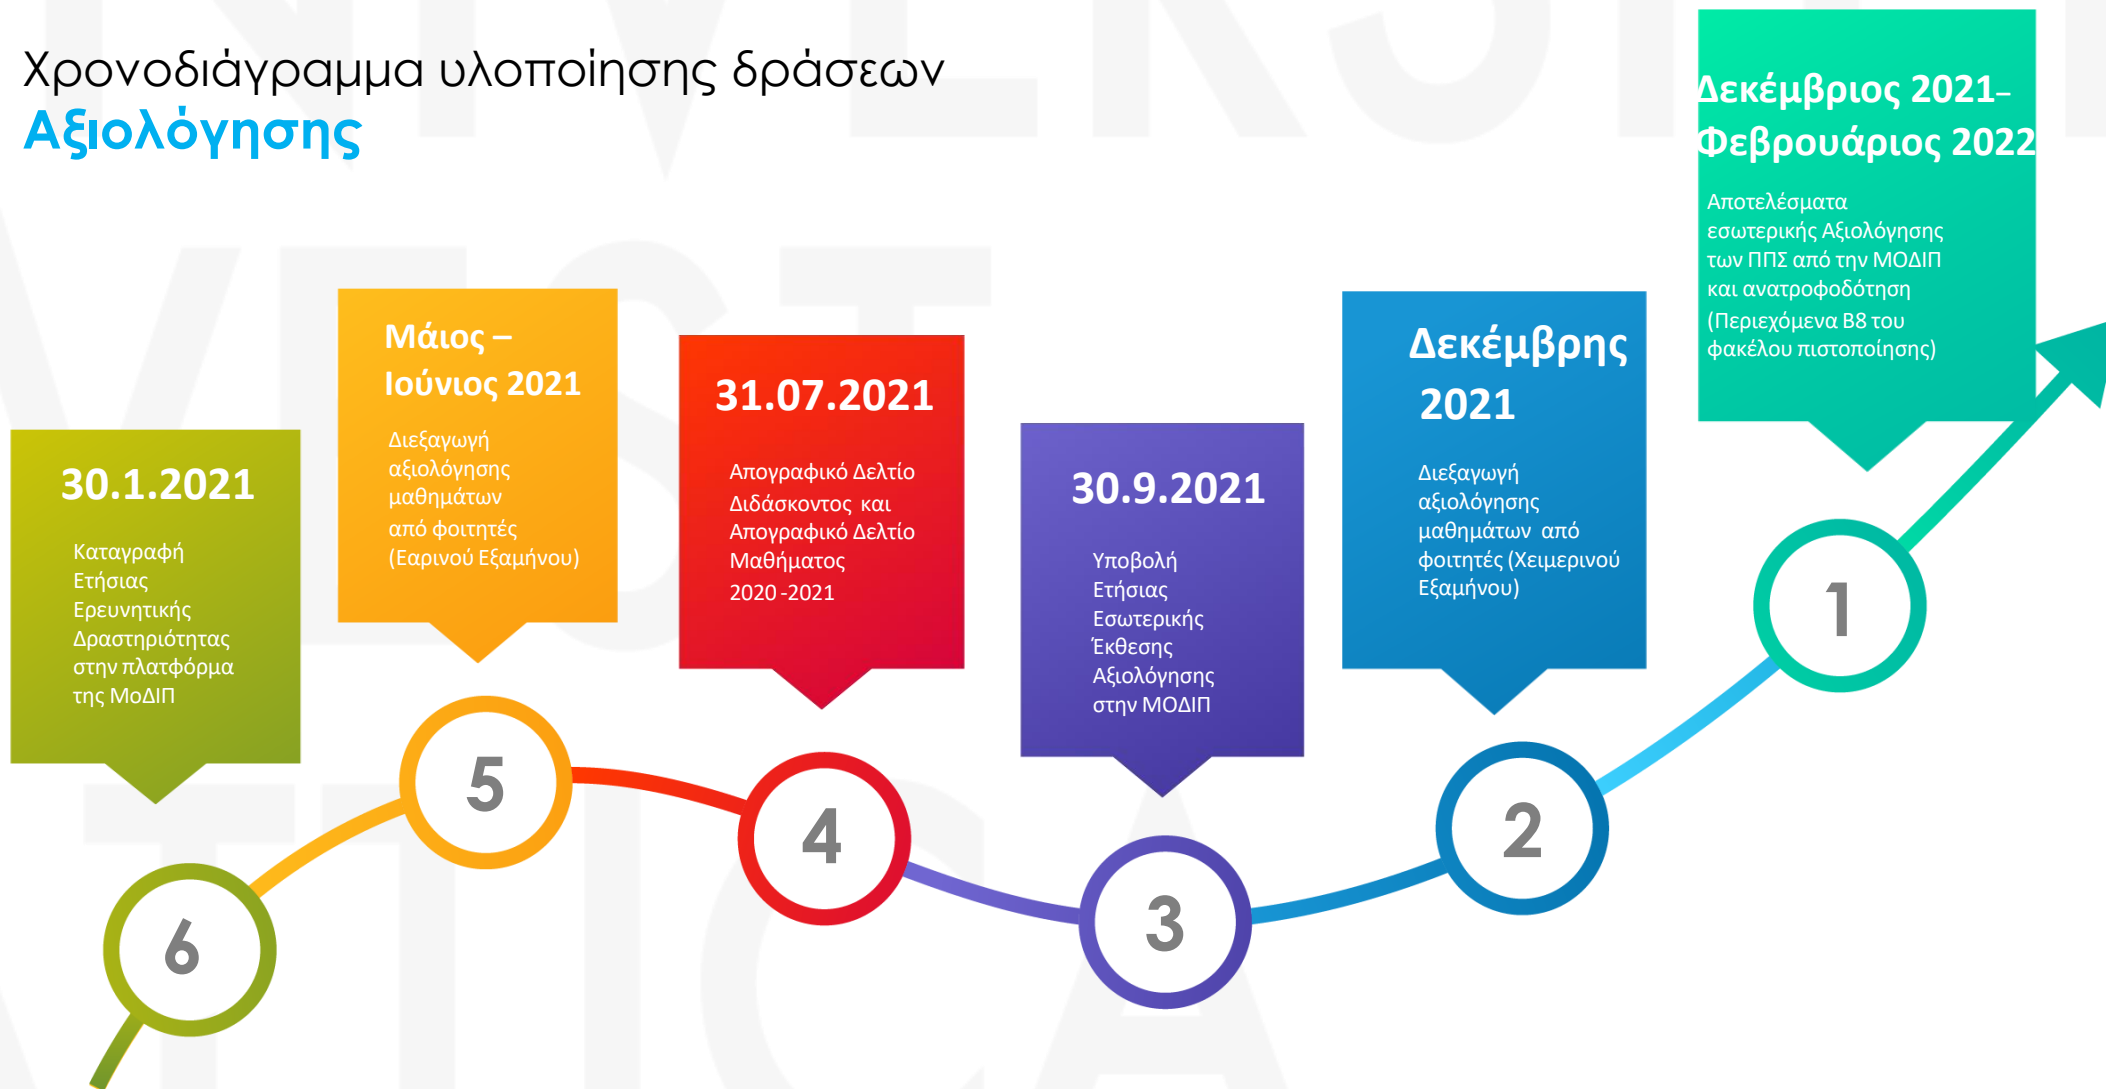 Χρονοδιάγραμμα υλοποίησης δράσεων
Αξιολόγησης
30.1.2021
Καταγραφή
Ετήσιας
Ερευνητικής
Δραστηριότητας
στην πλατφόρμα
της ΜοΔΙΠ
6
Μάιος –
Ιούνιος 2021
Διεξαγωγή
αξιολόγησης
μαθημάτων
από φοιτητές
(Εαρινού Εξαμήνου)
5
31.07.2021
Απογραφικό Δελτίο
Διδάσκοντος και
Απογραφικό Δελτίο
Μαθήματος
2020 -2021
4
30.9.2021
Υποβολή
Ετήσιας
Εσωτερικής
Έκθεσης
Αξιολόγησης
στην ΜΟΔΙΠ
3
Δεκέμβρης
2021
Διεξαγωγή
αξιολόγησης
μαθημάτων από
φοιτητές (Χειμερινού
Εξαμήνου)
2
Δεκέμβριος 2021–
Φεβρουάριος 2022
Αποτελέσματα
εσωτερικής Αξιολόγησης
των ΠΠΣ από την ΜΟΔΙΠ
και ανατροφοδότηση
(Περιεχόμενα Β8 του
φακέλου πιστοποίησης)
1